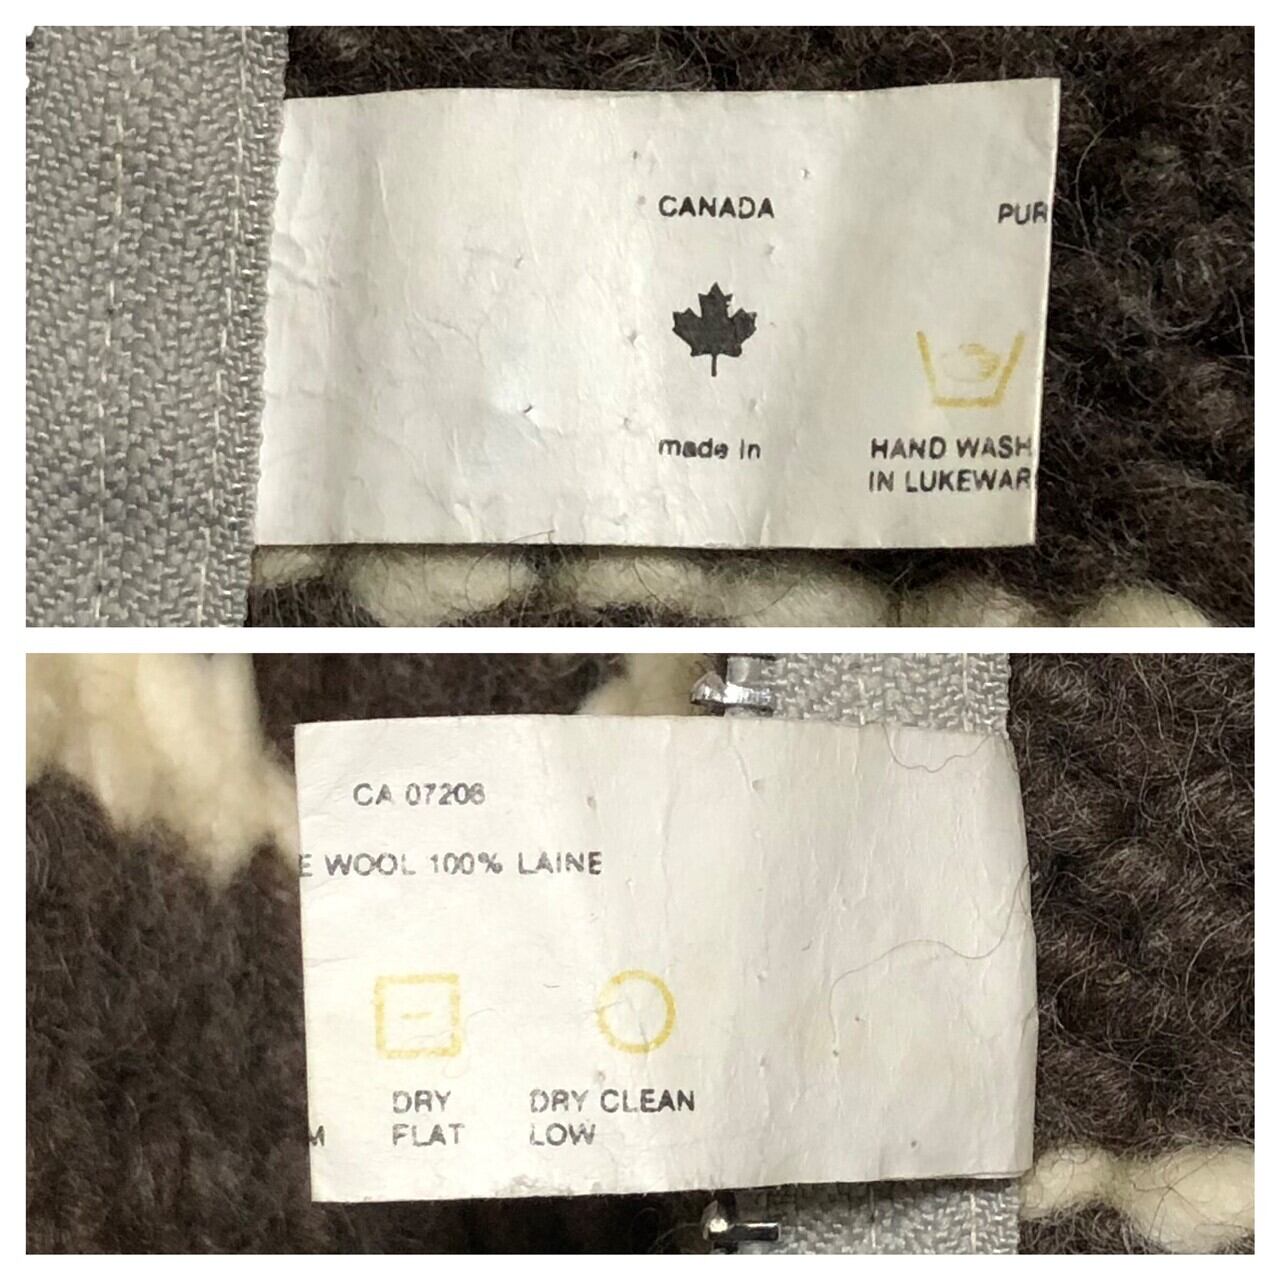 CANADA
PUR
made in
HAND WASH
IN LUKEWAR
CA 07206
E WOOL 100% LAINE
DRY
FLAT
DRY CLEAN
LOW
M